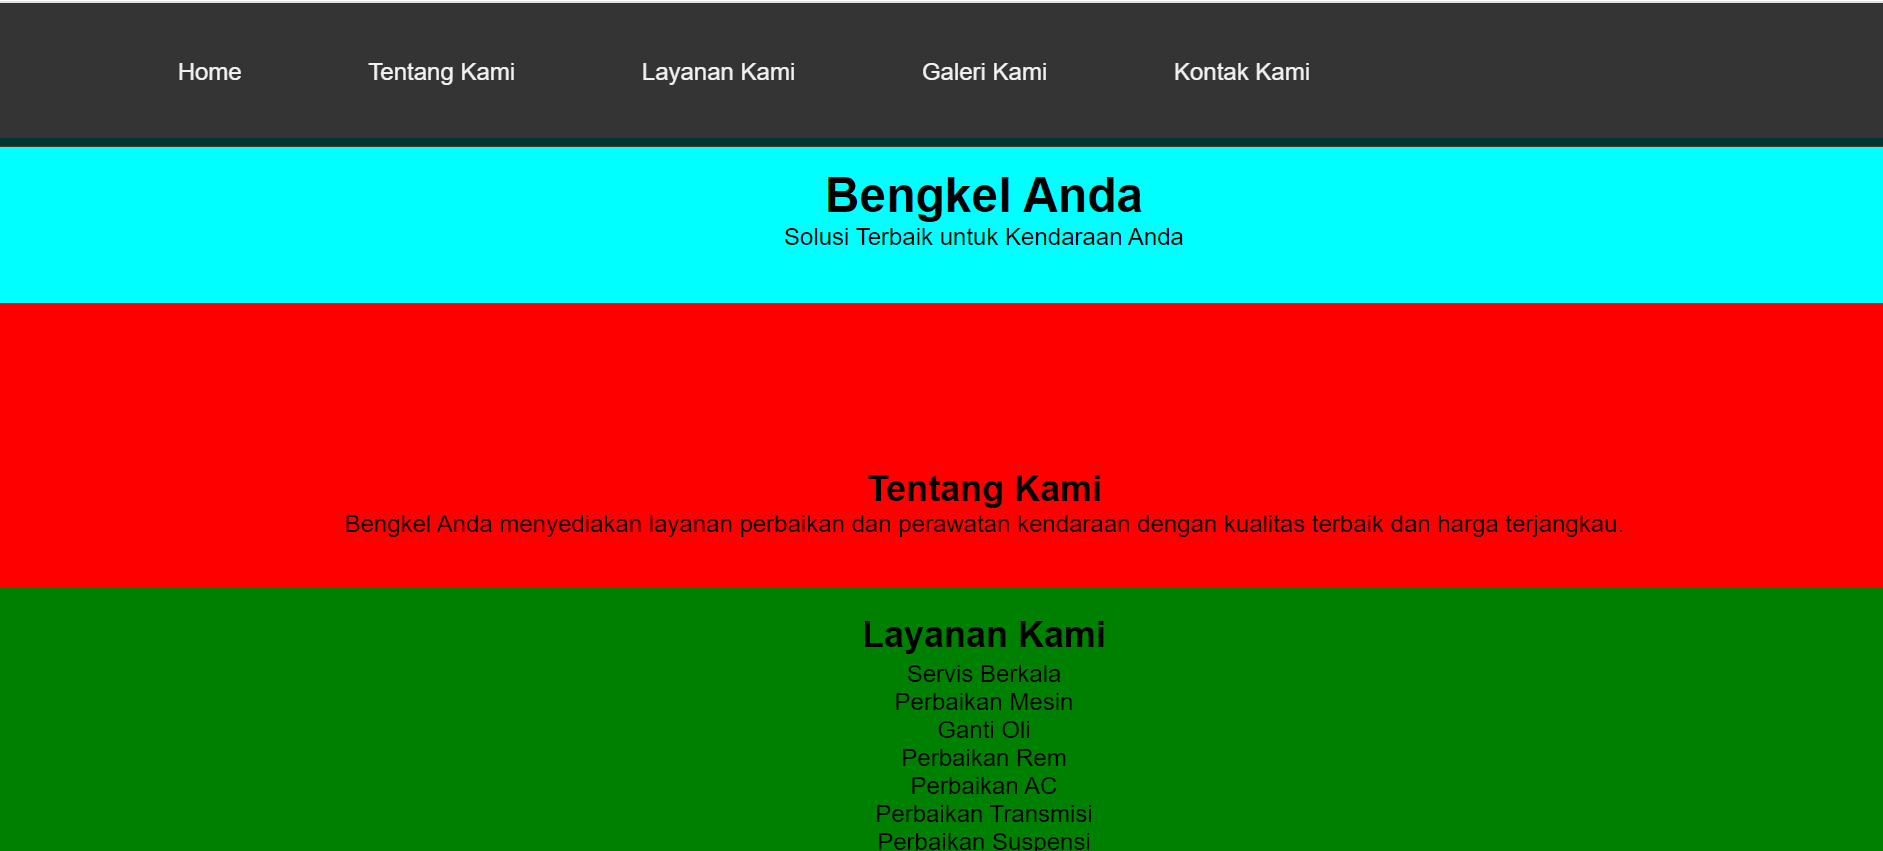 Home Tentang Kami Layanan Kami Galeri Kami Kontak Kami
Bengkel Anda
Solusi Terbaik untuk Kendaraan Anda
Tentang Kami
Bengkel Anda menyediakan layanan perbaikan dan perawatan kendaraan dengan kualitas terbaik dan harga terjangkau.
Layanan Kami
Servis Berkala
Perbaikan Mesin
Ganti Oli
Perbaikan Rem
Perbaikan AC
Perbaikan Transmisi
Perbaikan Suspensi